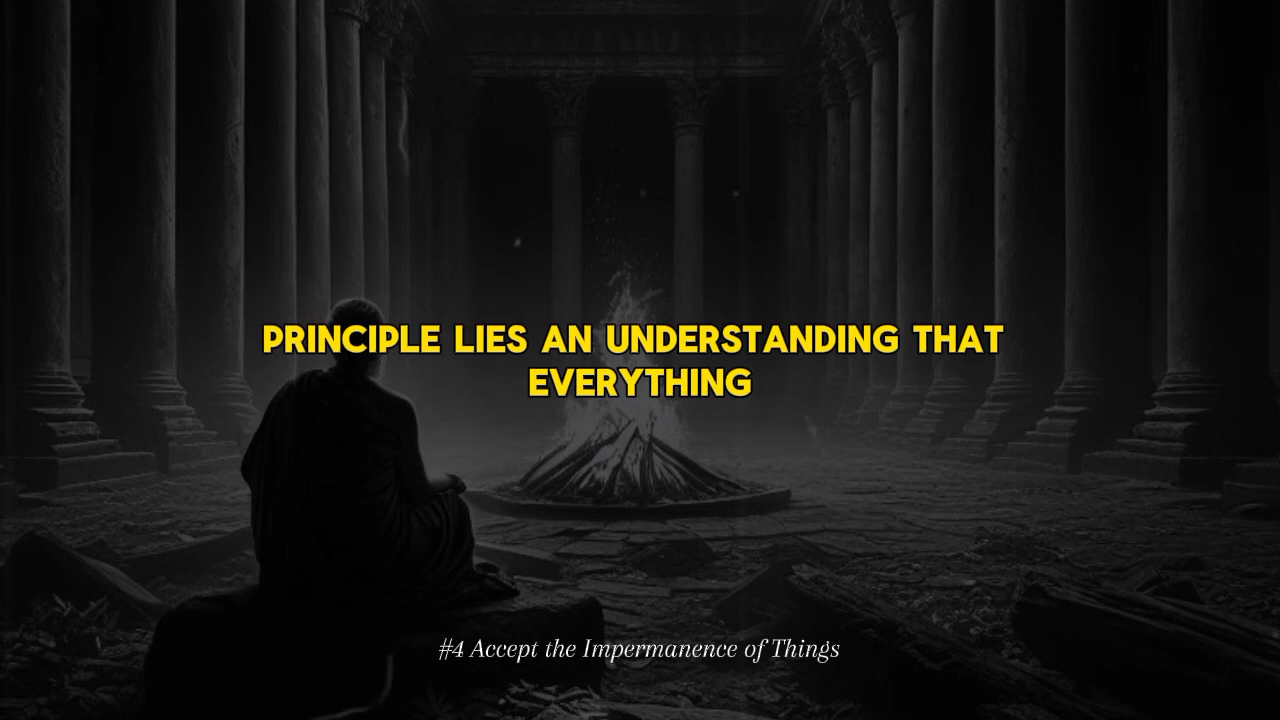 PRINCIPLE LIES AN UNDERSTANDING THAT
EVERYTHING
#4 Accept the Impermanence of Things